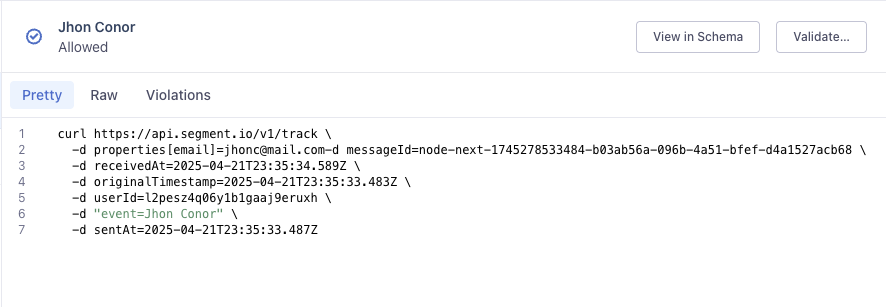 Jhon Conor
Allowed
View in Schema
Validate...
Pretty Raw Violations
1 curl https://api.segment.io/v1/track \
2 -d properties[email]=jhonc@mail.com-d messageId=node-next-1745278533484-b03ab56a-096b-4a51-bfef-d4a1527acb68 \
3 -d receivedAt=2025-04-21T23:35:34.589Z \
4 -d originalTimestamp=2025-04-21T23:35:33.483Z \
5 -d userId=l2pesz4q06y1b1gaaj9eruxh \
6 -d "event=Jhon Conor" \
7 -d sentAt=2025-04-21T23:35:33.487Z